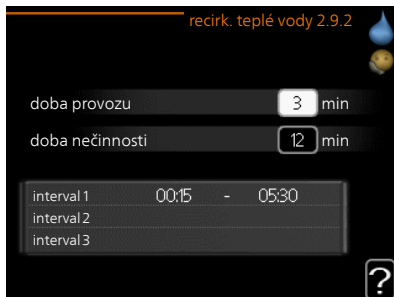 recirk. teplé vody 2.9.2
doba provozu 3 min
doba nečinnosti 12 min
interval 1 00:15 - 05:30
interval 2
interval 3
?